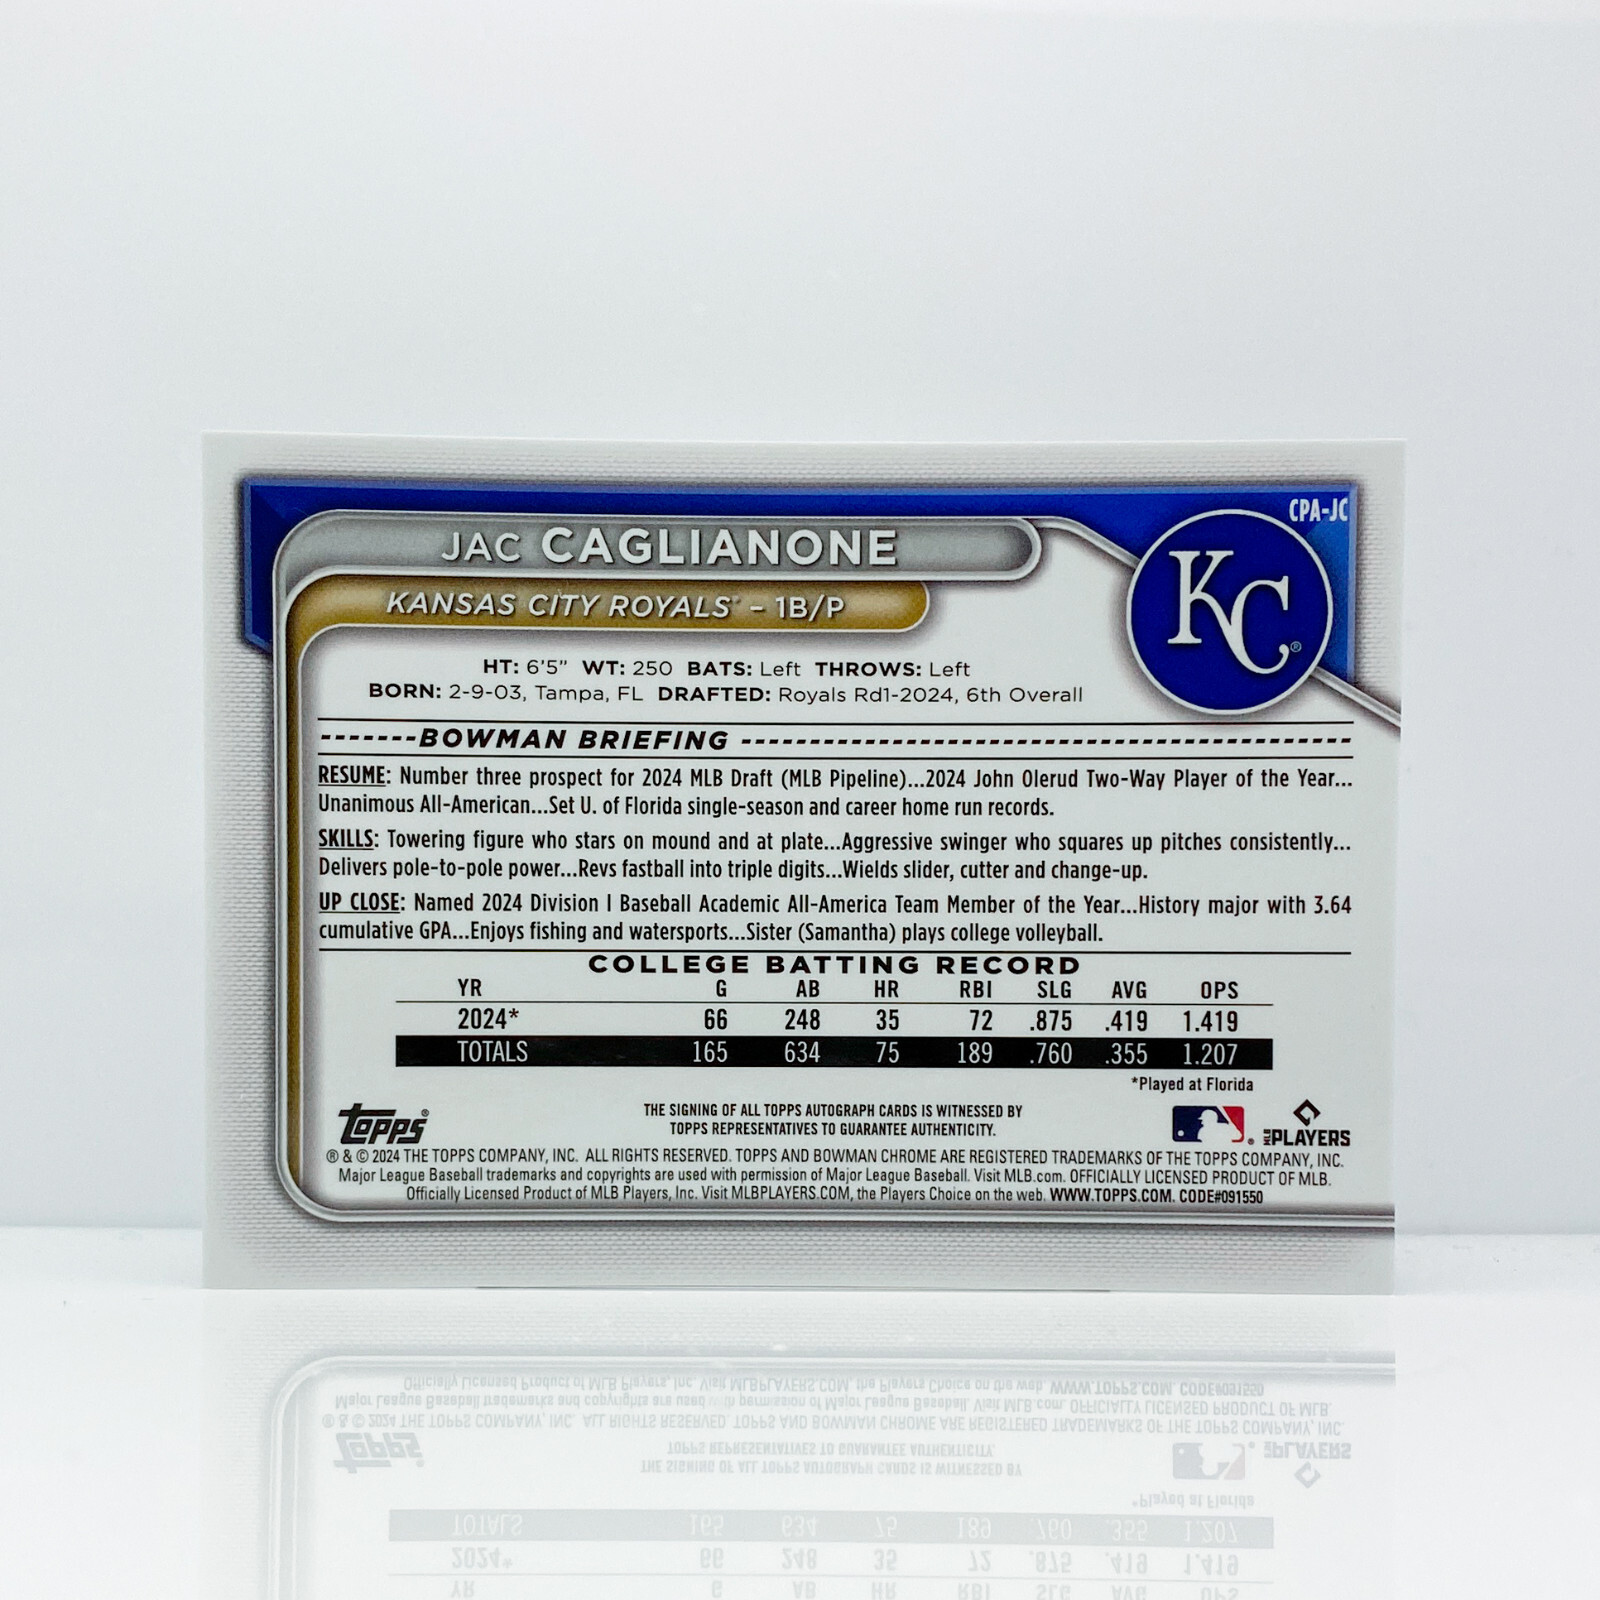 CPA-JC
JAC CAGLIANONE
KANSAS CITY ROYALS - 1B/P
KC®
HT: 6'5" WT: 250 BATS: Left THROWS: Left
BORN: 2-9-03, Tampa, FL DRAFTED: Royals Rd1-2024, 6th Overall
BOWMAN BRIEFING
RESUME: Number three prospect for 2024 MLB Draft (MLB Pipeline)...2024 John Olerud Two-Way Player of the Year...
Unanimous All-American...Set U. of Florida single-season and career home run records.
SKILLS: Towering figure who stars on mound and at plate...Aggressive swinger who squares up pitches consistently...
Delivers pole-to-pole power...Revs fastball into triple digits...Wields slider, cutter and change-up.
UP CLOSE: Named 2024 Division I Baseball Academic All-America Team Member of the Year...History major with 3.64
cumulative GPA...Enjoys fishing and watersports...Sister (Samantha) plays college volleyball.
COLLEGE BATTING RECORD
YR G AB HR RBI SLG AVG OPS
2024* 66 248 35 72 .875 .419 1.419
TOTALS 165 634 75 189 .760 .355 1.207
*Played at Florida
THE SIGNING OF ALL TOPPS AUTOGRAPH CARDS IS WITNESSED BY
TOPPS REPRESENTATIVES TO GUARANTEE AUTHENTICITY.
Topps®
MLB PLAYERS
® & © 2024 THE TOPPS COMPANY, INC. ALL RIGHTS RESERVED. TOPPS AND BOWMAN CHROME ARE REGISTERED TRADEMARKS OF THE TOPPS COMPANY, INC.
Major League Baseball trademarks and copyrights are used with permission of Major League Baseball. Visit MLB.com. OFFICIALLY LICENSED PRODUCT OF MLB.
Officially Licensed Product of MLB Players, Inc. Visit MLBPLAYERS.COM, the Players Choice on the web. WWW.TOPPS.COM. CODE#091550